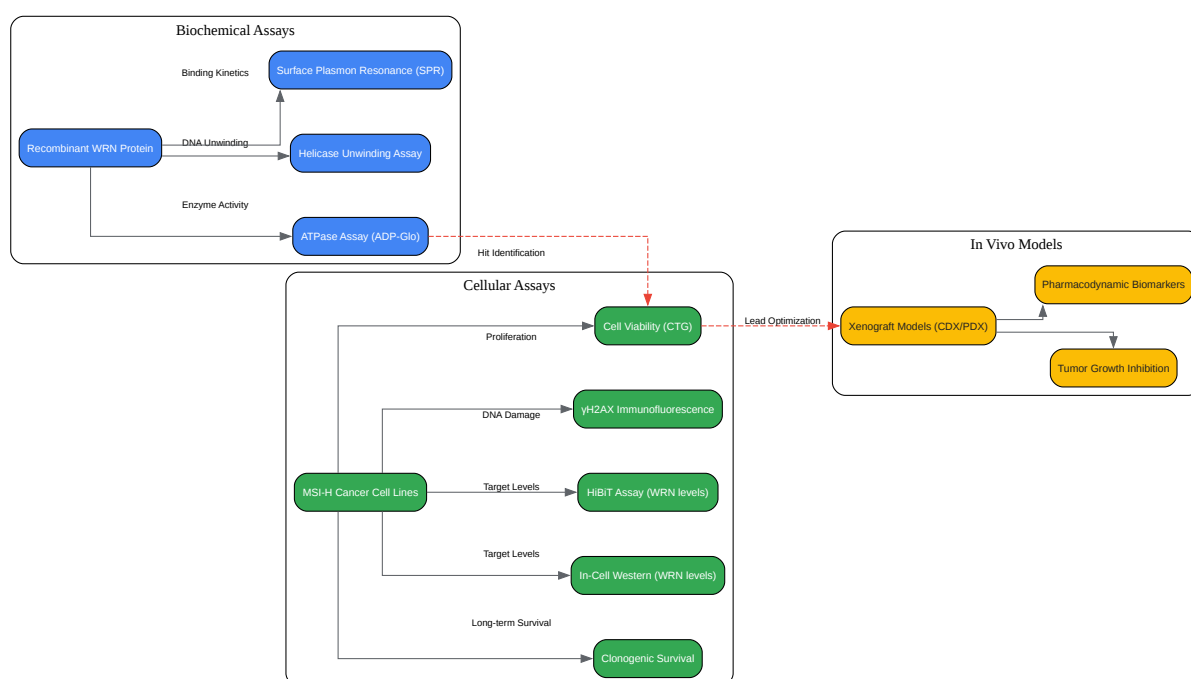 Biochemical Assays
Binding Kinetics
Surface Plasmon Resonance (SPR)
Recombinant WRN Protein
DNA Unwinding
Helicase Unwinding Assay
Enzyme Activity
ATPase Assay (ADP-Glo)
Hit Identification
Cellular Assays
Cell Viability (CTG)
Proliferation
Lead Optimization
γH2AX Immunofluorescence
DNA Damage
MSI-H Cancer Cell Lines
Target Levels
HiBiT Assay (WRN levels)
Target Levels
In-Cell Western (WRN levels)
Long-term Survival
Clonogenic Survival
In Vivo Models
Pharmacodynamic Biomarkers
Xenograft Models (CDX/PDX)
Tumor Growth Inhibition